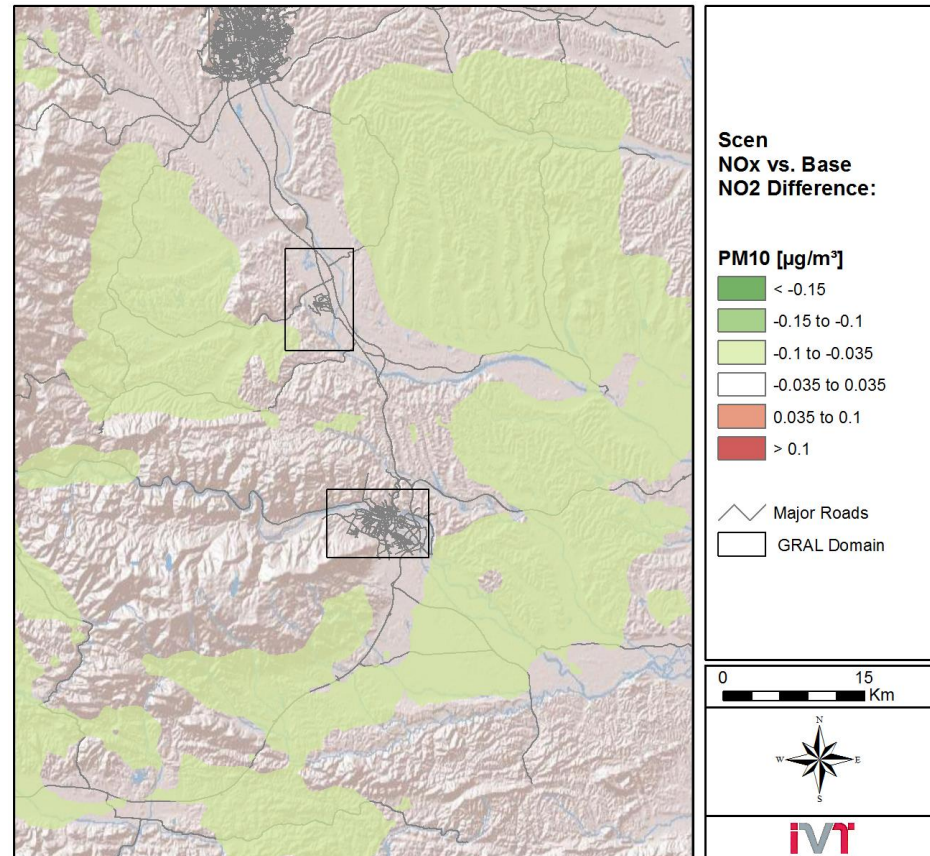 Scen
NOx vs. Base
NO2 Difference:
PM10 [µg/m³]
< -0.15
-0.15 to -0.1
-0.1 to -0.035
-0.035 to 0.035
0.035 to 0.1
> 0.1
Major Roads
GRAL Domain
0 15
Km
N
W E
S
iVT